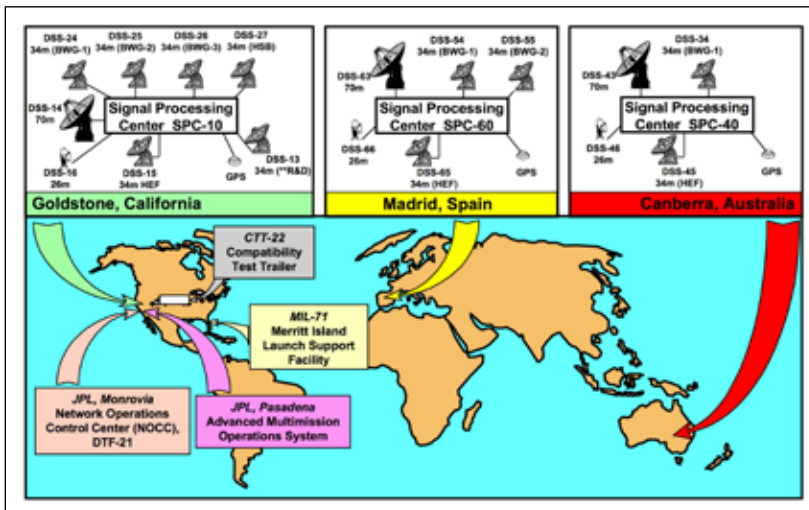 DSS-24
34m (BWG-1)
DSS-25
34m (BWG-2)
DSS-26
34m (BWG-3)
DSS-27
34m (HSB)
DSS-14
70m
Signal Processing
Center SPC-10
DSS-16
26m
DSS-15
34m HEF
GPS
DSS-13
34m (**R&D)
Goldstone, California
DSS-54
34m (BWG-1)
DSS-55
34m (BWG-2)
DSS-63
70m
Signal Processing
Center SPC-60
DSS-66
26m
DSS-65
34m (HEF)
GPS
Madrid, Spain
DSS-34
34m (BWG-1)
DSS-43
70m
Signal Processing
Center SPC-40
DSS-46
26m
DSS-45
34m (HEF)
GPS
Canberra, Australia
CTT-22
Compatibility
Test Trailer
MIL-71
Merritt Island
Launch Support
Facility
JPL, Monrovia
Network Operations
Control Center (NOCC),
DTF-21
JPL, Pasadena
Advanced Multimission
Operations System